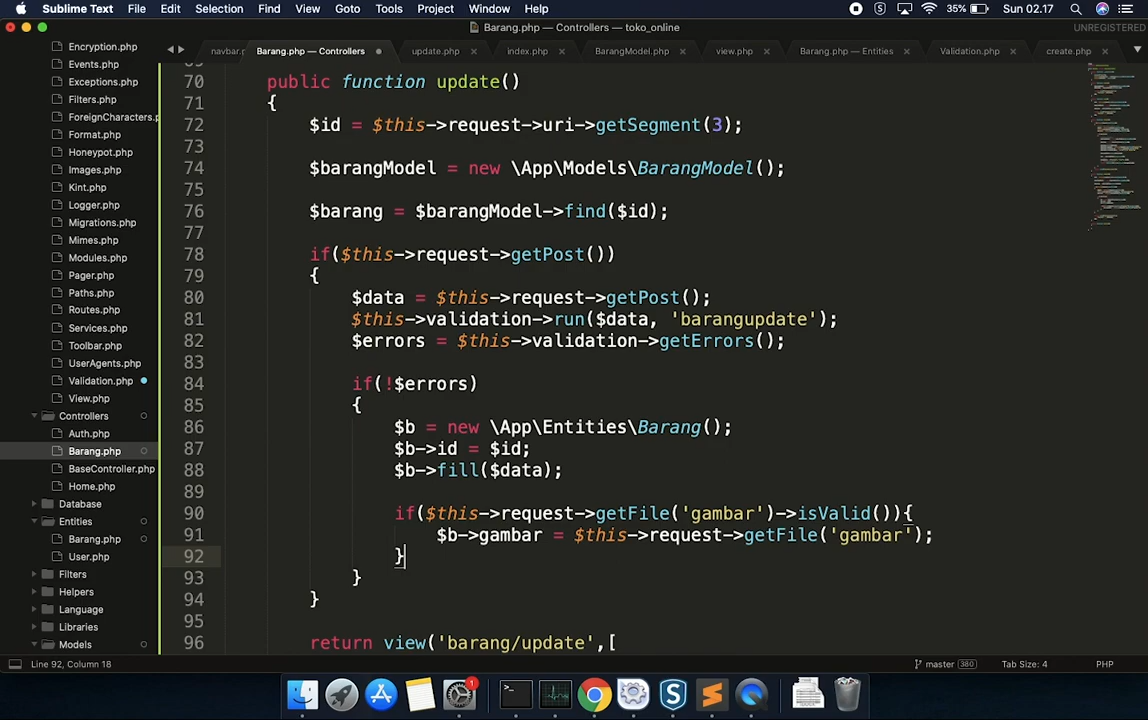 Sublime Text File Edit Selection Find View Goto Tools Project Window Help 35% Sun 02.17
Barang.php — Controllers — toko_online UNREGISTERED
navbar.p Barang.php — Controllers update.php index.php BarangModel.php view.php Barang.php — Entities Validation.php create.php
Encryption.php
Events.php
Exceptions.php
Filters.php
ForeignCharacters.p
Format.php
Honeypot.php
Images.php
Kint.php
Logger.php
Migrations.php
Mimes.php
Modules.php
Pager.php
Paths.php
Routes.php
Services.php
Toolbar.php
UserAgents.php
Validation.php
View.php
Controllers
Auth.php
Barang.php
BaseController.php
Home.php
Database
Entities
Barang.php
User.php
Filters
Helpers
Language
Libraries
Models
69
70 public function update()
71 {
72 $id = $this->request->uri->getSegment(3);
73
74 $barangModel = new \App\Models\BarangModel();
75
76 $barang = $barangModel->find($id);
77
78 if($this->request->getPost())
79 {
80 $data = $this->request->getPost();
81 $this->validation->run($data, 'barangupdate');
82 $errors = $this->validation->getErrors();
83
84 if(!$errors)
85 {
86 $b = new \App\Entities\Barang();
87 $b->id = $id;
88 $b->fill($data);
89
90 if($this->request->getFile('gambar')->isValid()){
91 $b->gambar = $this->request->getFile('gambar');
92 }
93 }
94 }
95
96 return view('barang/update',[
Line 92, Column 18 master 380 Tab Size: 4 PHP
1